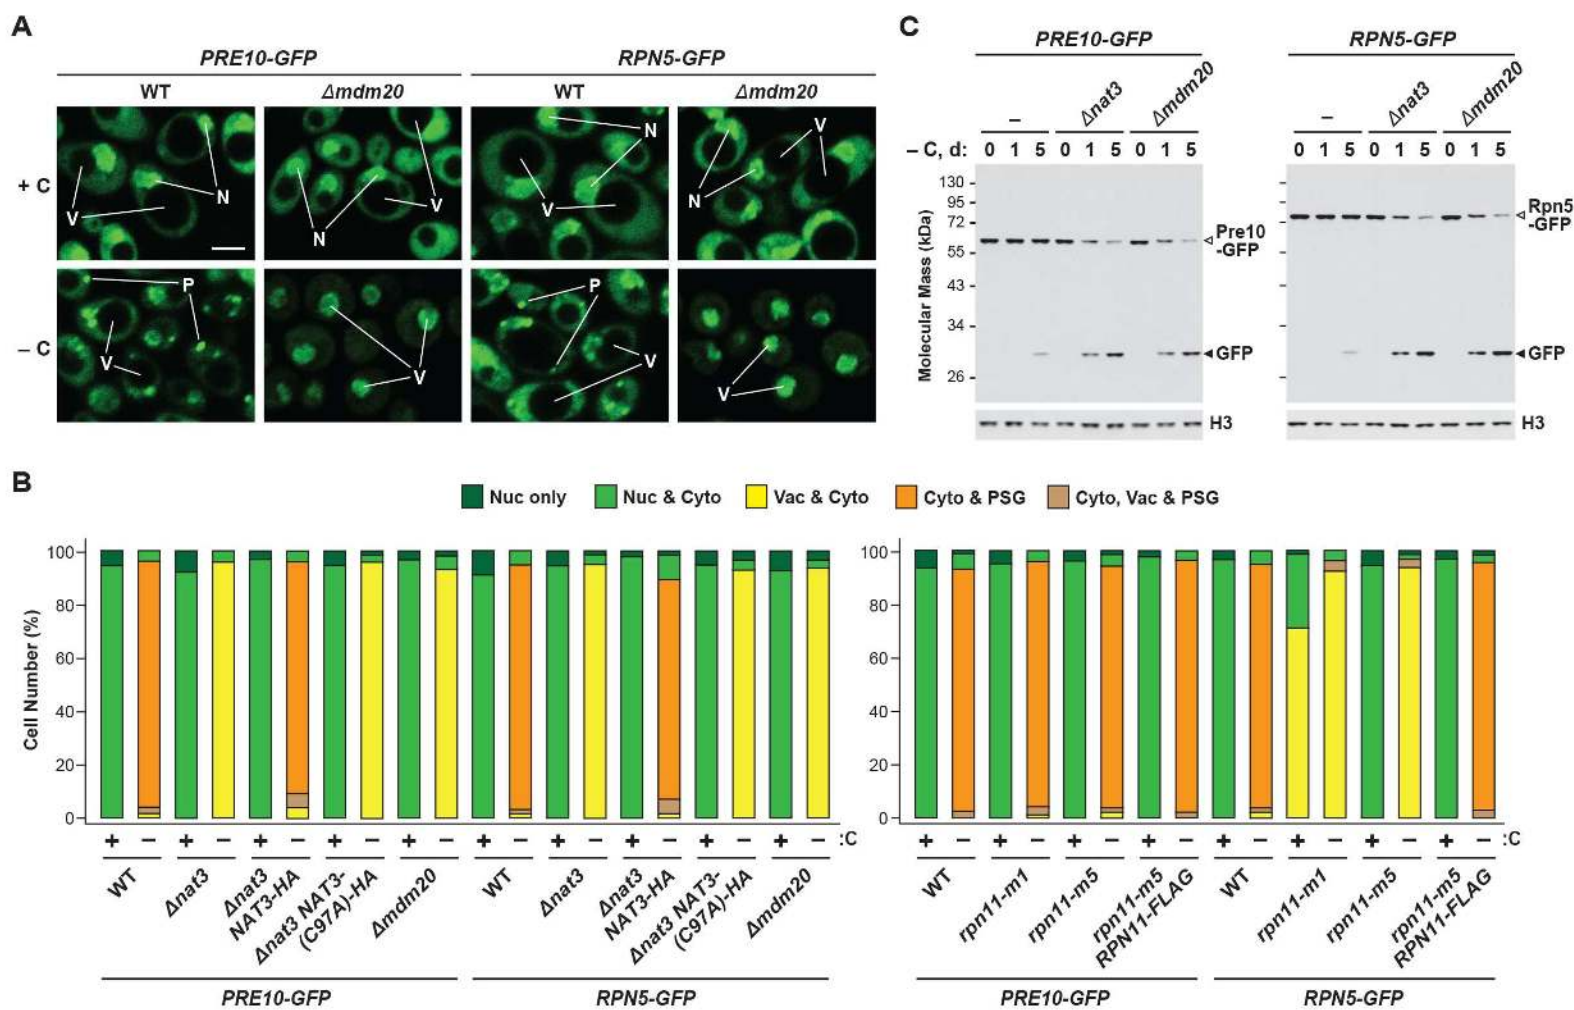 A
PRE10-GFP
RPN5-GFP
WT
Δmdm20
WT
Δmdm20
+ C
N
V
N
V
N
V
V
N
– C
P
V
V
P
V
V
C
PRE10-GFP
RPN5-GFP
–
Δnat3
Δmdm20
–
Δnat3
Δmdm20
– C, d:
0 1 5 0 1 5 0 1 5
0 1 5 0 1 5 0 1 5
Molecular Mass (kDa)
130
95
72
55
43
34
26
Pre10
-GFP
GFP
H3
Rpn5
-GFP
GFP
H3
B
Nuc only
Nuc & Cyto
Vac & Cyto
Cyto & PSG
Cyto, Vac & PSG
Cell Number (%)
100
80
60
40
20
0
+ – + – + – + – + – + – + – + – + – + – :C
WT
Δnat3
Δnat3
NAT3-HA
Δnat3 NAT3-
(C97A)-HA
Δmdm20
WT
Δnat3
Δnat3
NAT3-HA
Δnat3 NAT3-
(C97A)-HA
Δmdm20
PRE10-GFP
RPN5-GFP
100
80
60
40
20
0
+ – + – + – + – + – + – + – + – :C
WT
rpn11-m1
rpn11-m5
rpn11-m5
RPN11-FLAG
WT
rpn11-m1
rpn11-m5
rpn11-m5
RPN11-FLAG
PRE10-GFP
RPN5-GFP